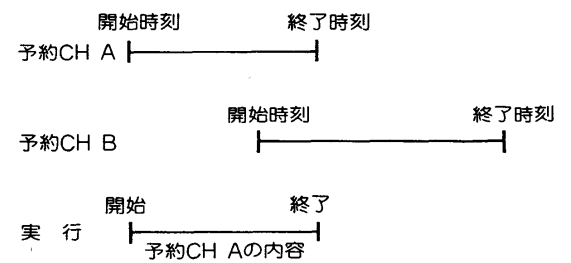 開始時刻 終了時刻
予約CH A
開始時刻 終了時刻
予約CH B
開始 終了
実 行
予約CH Aの内容